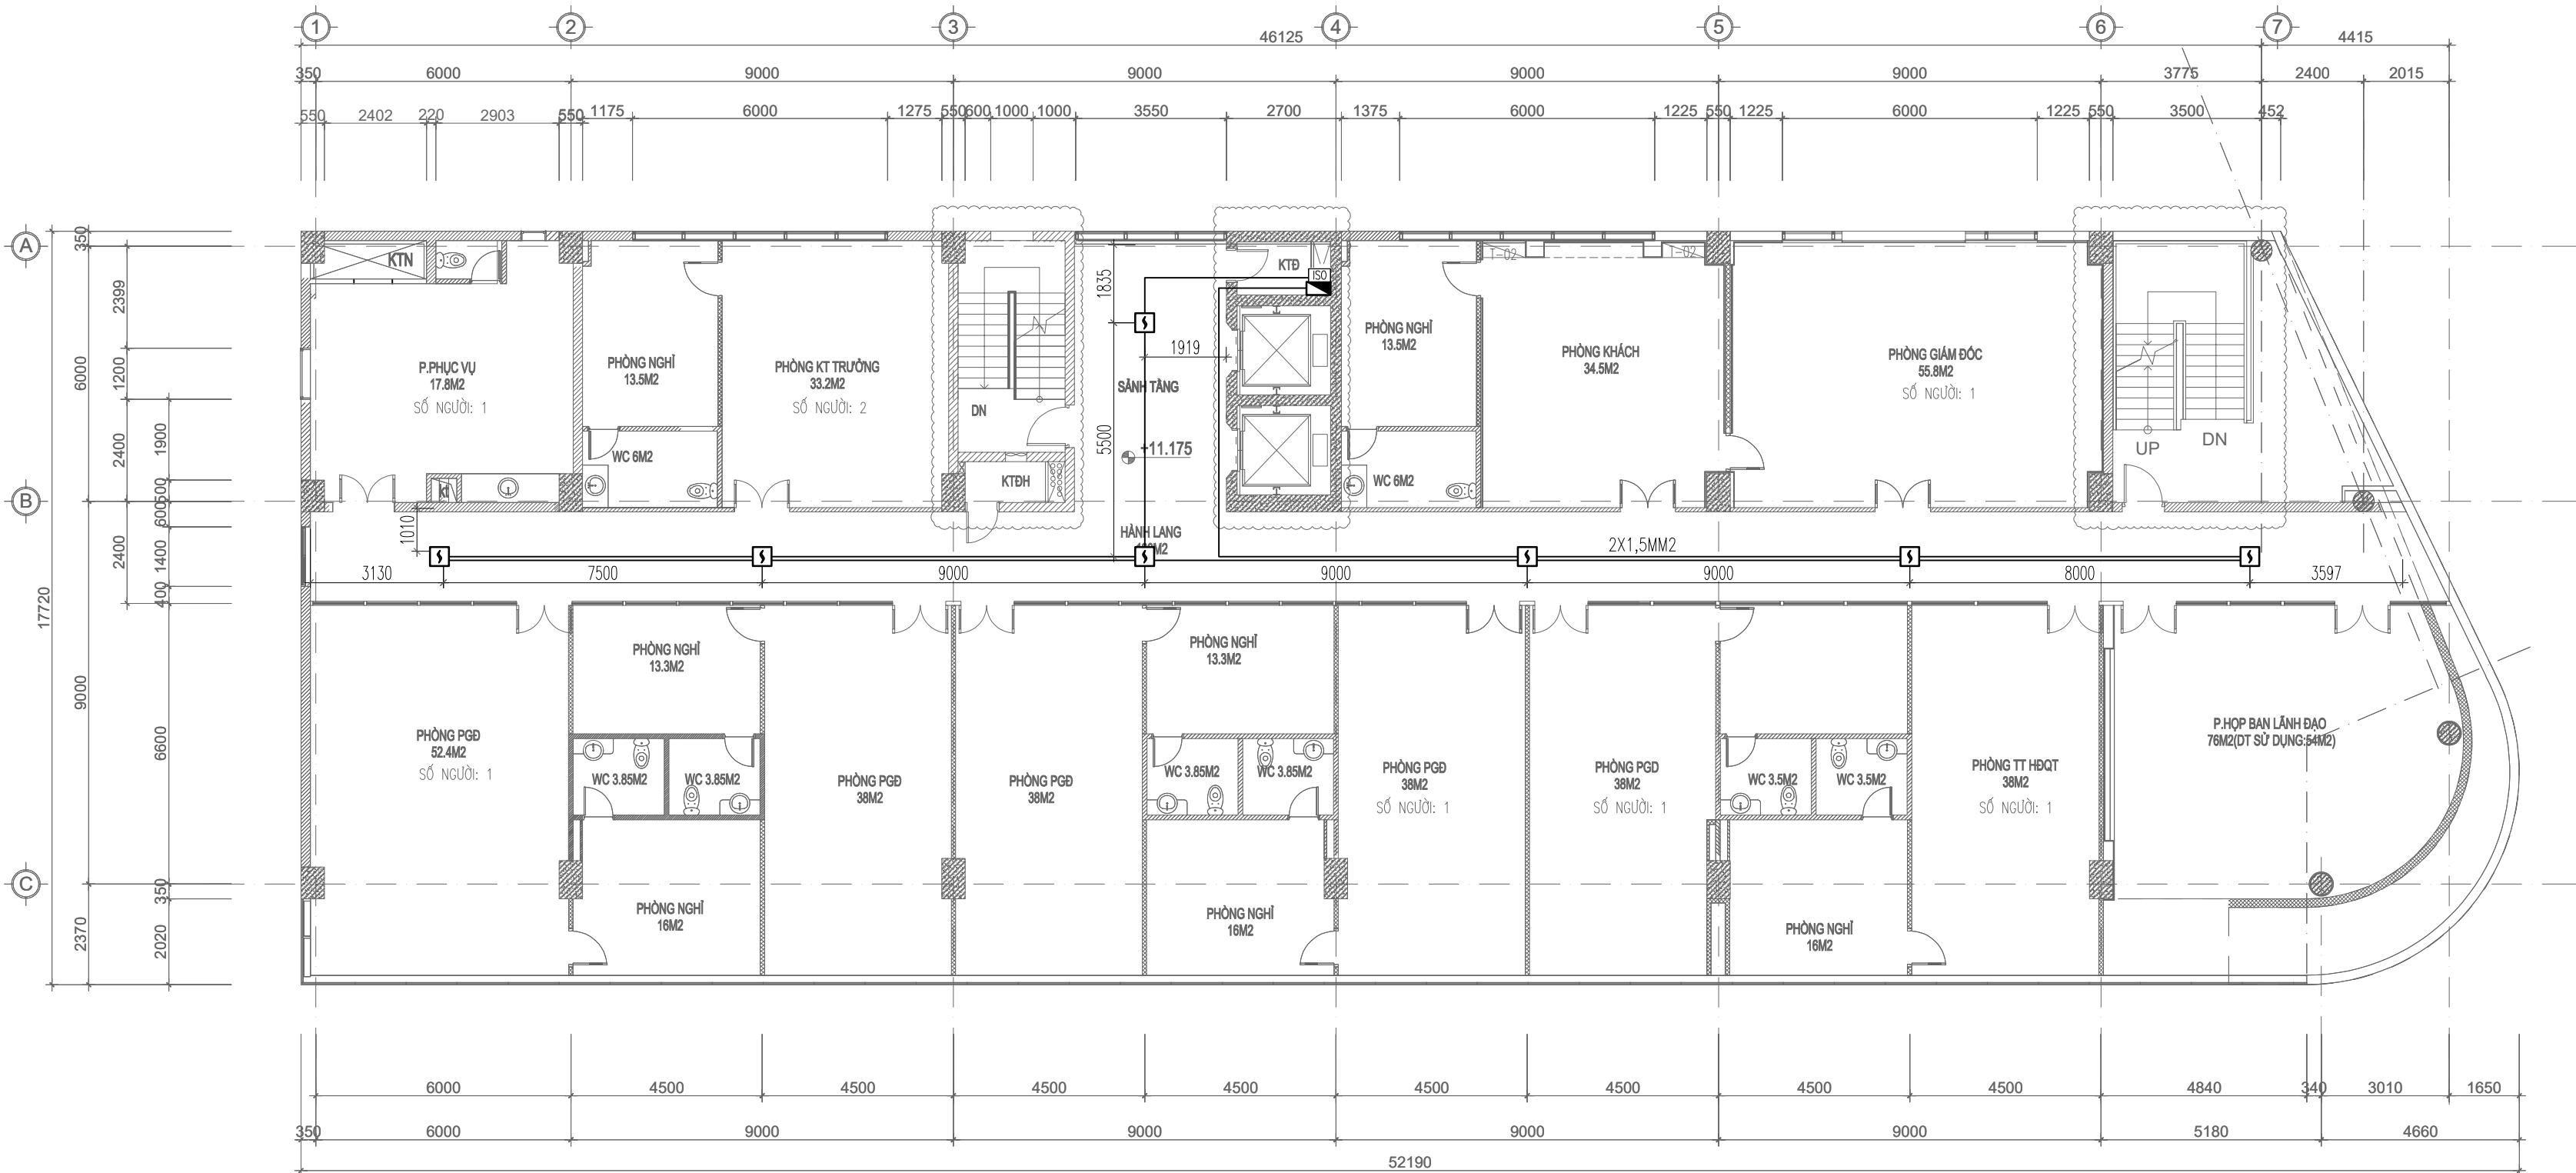 1 2 3 4 5 6 7
46125 4415
350 6000 9000 9000 9000 9000 3775 2400 2015
550 2402 220 2903 550 1175 6000 1275 550 600 1000 1000 3550 2700 1375 6000 1225 550 1225 6000 1225 550 3500 452
A
350
KTN
KTĐ
ISO
T-02
T-02
2399
1835
6000
1200
1919
P.PHỤC VỤ
17.8M2
SỐ NGƯỜI: 1
PHÒNG NGHỈ
13.5M2
PHÒNG KT TRƯỞNG
33.2M2
SỐ NGƯỜI: 2
DN
SẢNH TẦNG
PHÒNG NGHỈ
13.5M2
PHÒNG KHÁCH
34.5M2
PHÒNG GIÁM ĐỐC
55.8M2
SỐ NGƯỜI: 1
UP
DN
2400
1900
5500
+11.175
WC 6M2
KTĐH
WC 6M2
kt
B
500
600
1010
HÀNH LANG
2400
1400
2X1,5MM2
3130 7500 9000 9000 9000 8000 3597
400
17720
9000
6600
PHÒNG NGHỈ
13.3M2
PHÒNG NGHỈ
13.3M2
PHÒNG PGĐ
52.4M2
SỐ NGƯỜI: 1
WC 3.85M2
WC 3.85M2
PHÒNG PGĐ
38M2
PHÒNG PGĐ
38M2
WC 3.85M2
WC 3.85M2
PHÒNG PGĐ
38M2
SỐ NGƯỜI: 1
PHÒNG PGD
38M2
SỐ NGƯỜI: 1
WC 3.5M2
WC 3.5M2
PHÒNG TT HĐQT
38M2
SỐ NGƯỜI: 1
P.HỌP BAN LÃNH ĐẠO
76M2(DT SỬ DỤNG:54M2)
C
350
2370
2020
PHÒNG NGHỈ
16M2
PHÒNG NGHỈ
16M2
PHÒNG NGHỈ
16M2
6000 4500 4500 4500 4500 4500 4500 4500 4500 4840 340 3010 1650
350 6000 9000 9000 9000 9000 5180 4660
52190